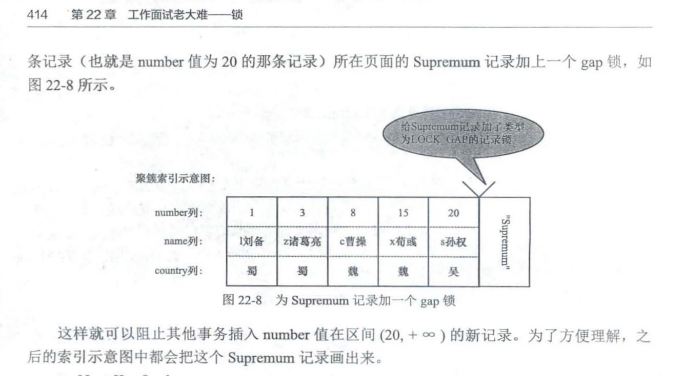 414 第 22 章 工作面试老大难——锁
条记录（也就是 number 值为 20 的那条记录）所在页面的 Supremum 记录加上一个 gap 锁，如
图 22-8 所示。
给Supremum记录加了类型
为LOCK_GAP的记录锁
聚簇索引示意图：
number列： 1 3 8 15 20
name列： l刘备 z诸葛亮 c曹操 x荀彧 s孙权
country列： 蜀 蜀 魏 魏 吴
"Supremum"
图 22-8 为 Supremum 记录加一个 gap 锁
这样就可以阻止其他事务插入 number 值在区间 (20, + ∞ ) 的新记录。为了方便理解，之
后的索引示意图中都会把这个 Supremum 记录画出来。